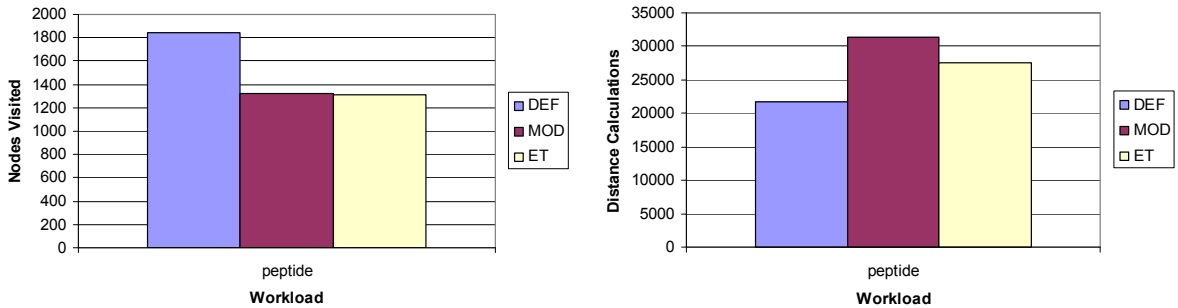 2000
1800
1600
1400
1200
1000
800
600
400
200
0
Nodes Visited
peptide
Workload
DEF
MOD
ET
35000
30000
25000
20000
15000
10000
5000
0
Distance Calculations
peptide
Workload
DEF
MOD
ET